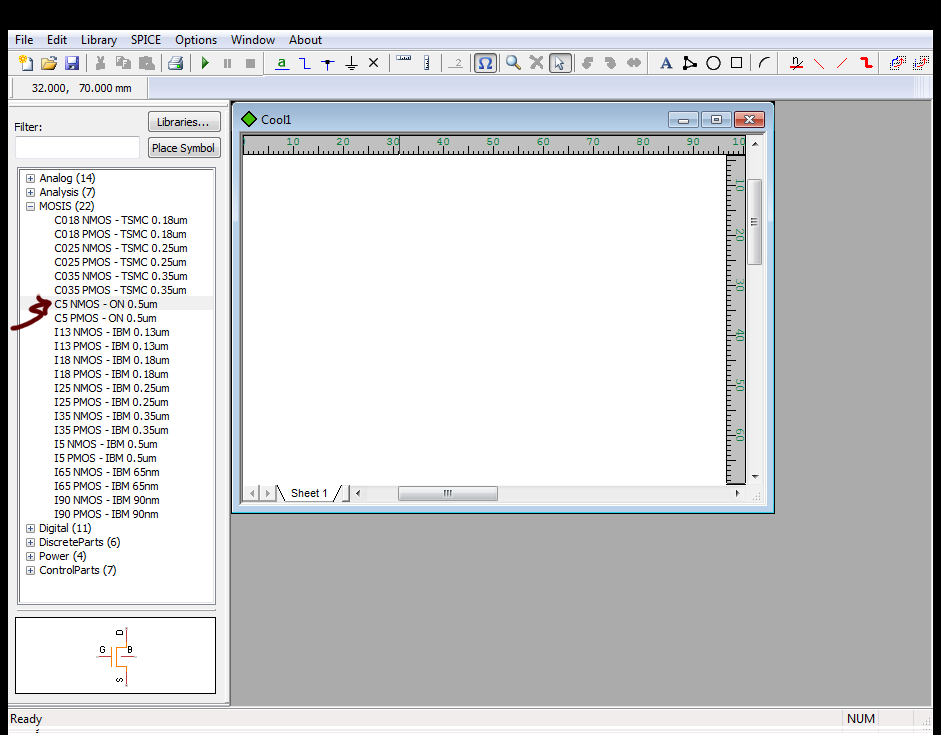 File Edit Library SPICE Options Window About
a .2 Ω A n
32.000, 70.000 mm
Filter:
Libraries...
Place Symbol
Analog (14)
Analysis (7)
MOSIS (22)
C018 NMOS - TSMC 0.18um
C018 PMOS - TSMC 0.18um
C025 NMOS - TSMC 0.25um
C025 PMOS - TSMC 0.25um
C035 NMOS - TSMC 0.35um
C035 PMOS - TSMC 0.35um
C5 NMOS - ON 0.5um
C5 PMOS - ON 0.5um
I13 NMOS - IBM 0.13um
I13 PMOS - IBM 0.13um
I18 NMOS - IBM 0.18um
I18 PMOS - IBM 0.18um
I25 NMOS - IBM 0.25um
I25 PMOS - IBM 0.25um
I35 NMOS - IBM 0.35um
I35 PMOS - IBM 0.35um
I5 NMOS - IBM 0.5um
I5 PMOS - IBM 0.5um
I65 NMOS - IBM 65nm
I65 PMOS - IBM 65nm
I90 NMOS - IBM 90nm
I90 PMOS - IBM 90nm
Digital (11)
DiscreteParts (6)
Power (4)
ControlParts (7)
D
G B
S
Cool1
10 20 30 40 50 60 70 80 90 10
10
20
30
40
50
60
Sheet 1
Ready NUM